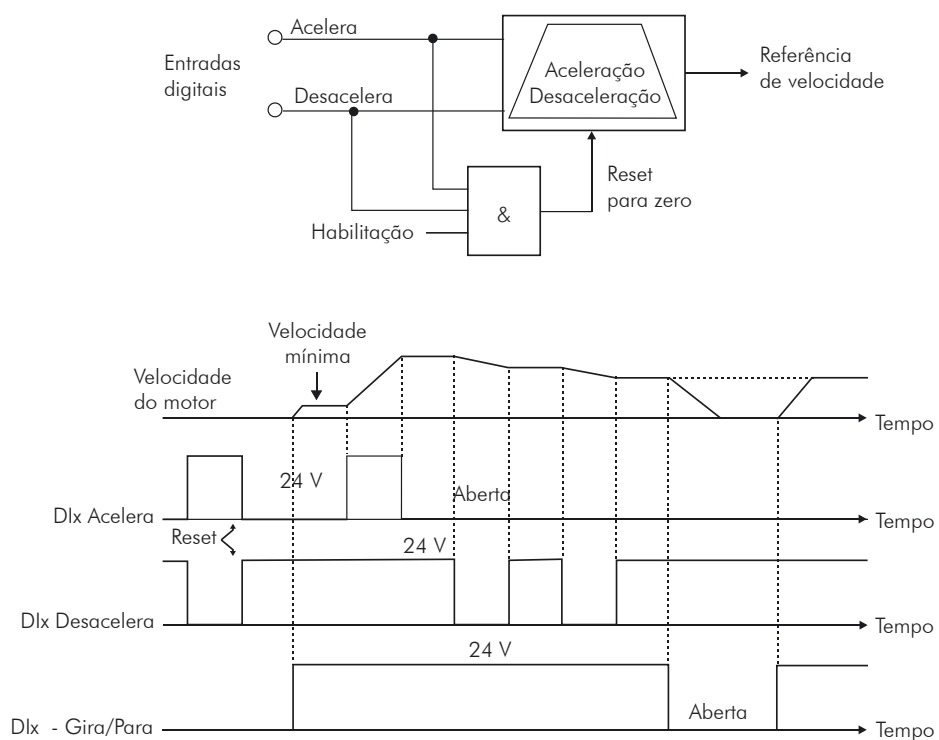 Acelera
Entradas
digitais
Desacelera
Aceleração
Desaceleração
Referência
de velocidade
Reset
para zero
&
Habilitação
Velocidade
mínima
Velocidade
do motor
Tempo
24 V
Aberta
DIx Acelera
Tempo
Reset
24 V
DIx Desacelera
Tempo
24 V
Aberta
DIx - Gira/Para
Tempo